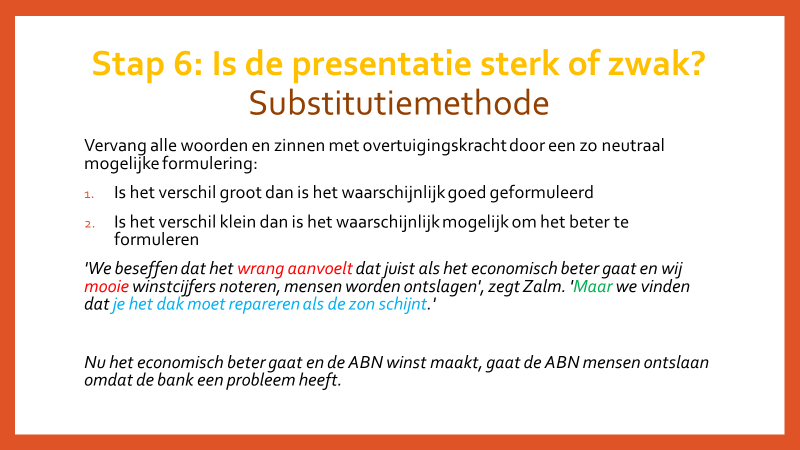 Stap 6: Is de presentatie sterk of zwak?
Substitutiemethode
Vervang alle woorden en zinnen met overtuigingskracht door een zo neutraal
mogelijke formulering:
1. Is het verschil groot dan is het waarschijnlijk goed geformuleerd
2. Is het verschil klein dan is het waarschijnlijk mogelijk om het beter te
formuleren
'We beseffen dat het wrang aanvoelt dat juist als het economisch beter gaat en wij
mooie winstcijfers noteren, mensen worden ontslagen', zegt Zalm. 'Maar we vinden
dat je het dak moet repareren als de zon schijnt.'
Nu het economisch beter gaat en de ABN winst maakt, gaat de ABN mensen ontslaan
omdat de bank een probleem heeft.